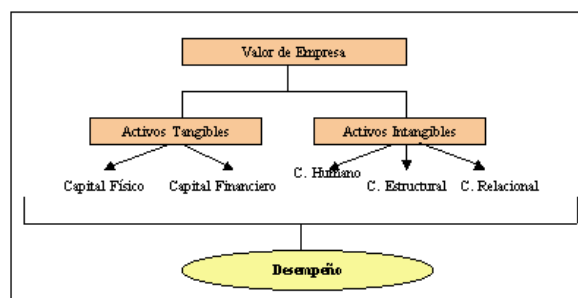 Valor de Empresa
Activos Tangibles
Activos Intangibles
Capital Físico
Capital Financiero
C. Humano
C. Estructural
C. Relacional
Desempeño